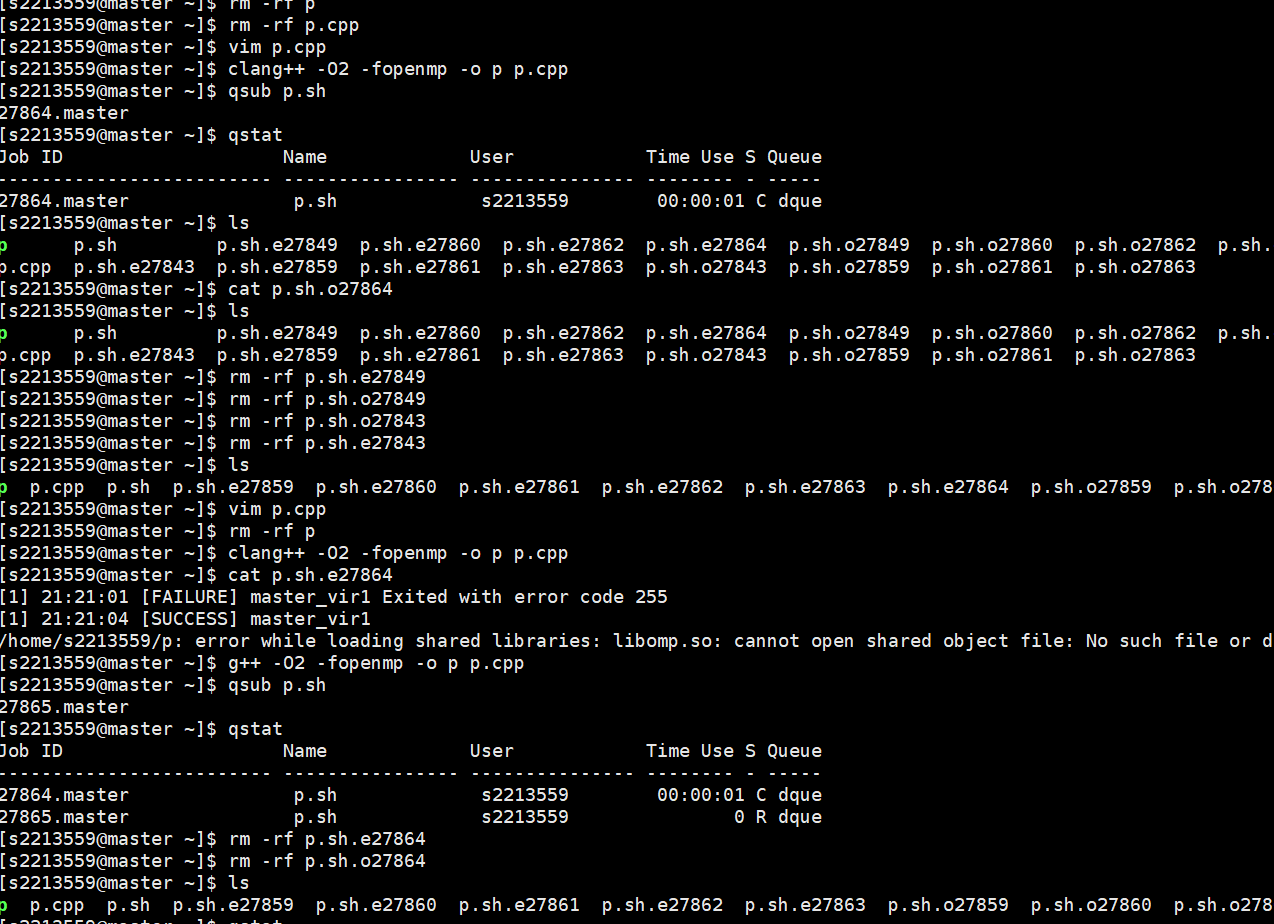 [s2213559@master ~]$ rm -rf p
[s2213559@master ~]$ rm -rf p.cpp
[s2213559@master ~]$ vim p.cpp
[s2213559@master ~]$ clang++ -O2 -fopenmp -o p p.cpp
[s2213559@master ~]$ qsub p.sh
27864.master
[s2213559@master ~]$ qstat
Job ID                    Name             User            Time Use S Queue
------------------------- ---------------- --------------- -------- - -----
27864.master               p.sh             s2213559        00:00:01 C dque
[s2213559@master ~]$ ls
p      p.sh         p.sh.e27849  p.sh.e27860  p.sh.e27862  p.sh.e27864  p.sh.o27849  p.sh.o27860  p.sh.o27862  p.sh.
p.cpp  p.sh.e27843  p.sh.e27859  p.sh.e27861  p.sh.e27863  p.sh.o27843  p.sh.o27859  p.sh.o27861  p.sh.o27863
[s2213559@master ~]$ cat p.sh.o27864
[s2213559@master ~]$ ls
p      p.sh         p.sh.e27849  p.sh.e27860  p.sh.e27862  p.sh.e27864  p.sh.o27849  p.sh.o27860  p.sh.o27862  p.sh.
p.cpp  p.sh.e27843  p.sh.e27859  p.sh.e27861  p.sh.e27863  p.sh.o27843  p.sh.o27859  p.sh.o27861  p.sh.o27863
[s2213559@master ~]$ rm -rf p.sh.e27849
[s2213559@master ~]$ rm -rf p.sh.o27849
[s2213559@master ~]$ rm -rf p.sh.o27843
[s2213559@master ~]$ rm -rf p.sh.e27843
[s2213559@master ~]$ ls
p  p.cpp  p.sh  p.sh.e27859  p.sh.e27860  p.sh.e27861  p.sh.e27862  p.sh.e27863  p.sh.e27864  p.sh.o27859  p.sh.o278
[s2213559@master ~]$ vim p.cpp
[s2213559@master ~]$ rm -rf p
[s2213559@master ~]$ clang++ -O2 -fopenmp -o p p.cpp
[s2213559@master ~]$ cat p.sh.e27864
[1] 21:21:01 [FAILURE] master_vir1 Exited with error code 255
[1] 21:21:04 [SUCCESS] master_vir1
/home/s2213559/p: error while loading shared libraries: libomp.so: cannot open shared object file: No such file or d
[s2213559@master ~]$ g++ -O2 -fopenmp -o p p.cpp
[s2213559@master ~]$ qsub p.sh
27865.master
[s2213559@master ~]$ qstat
Job ID                    Name             User            Time Use S Queue
------------------------- ---------------- --------------- -------- - -----
27864.master               p.sh             s2213559        00:00:01 C dque
27865.master               p.sh             s2213559               0 R dque
[s2213559@master ~]$ rm -rf p.sh.e27864
[s2213559@master ~]$ rm -rf p.sh.o27864
[s2213559@master ~]$ ls
p  p.cpp  p.sh  p.sh.e27859  p.sh.e27860  p.sh.e27861  p.sh.e27862  p.sh.e27863  p.sh.o27859  p.sh.o27860  p.sh.o278